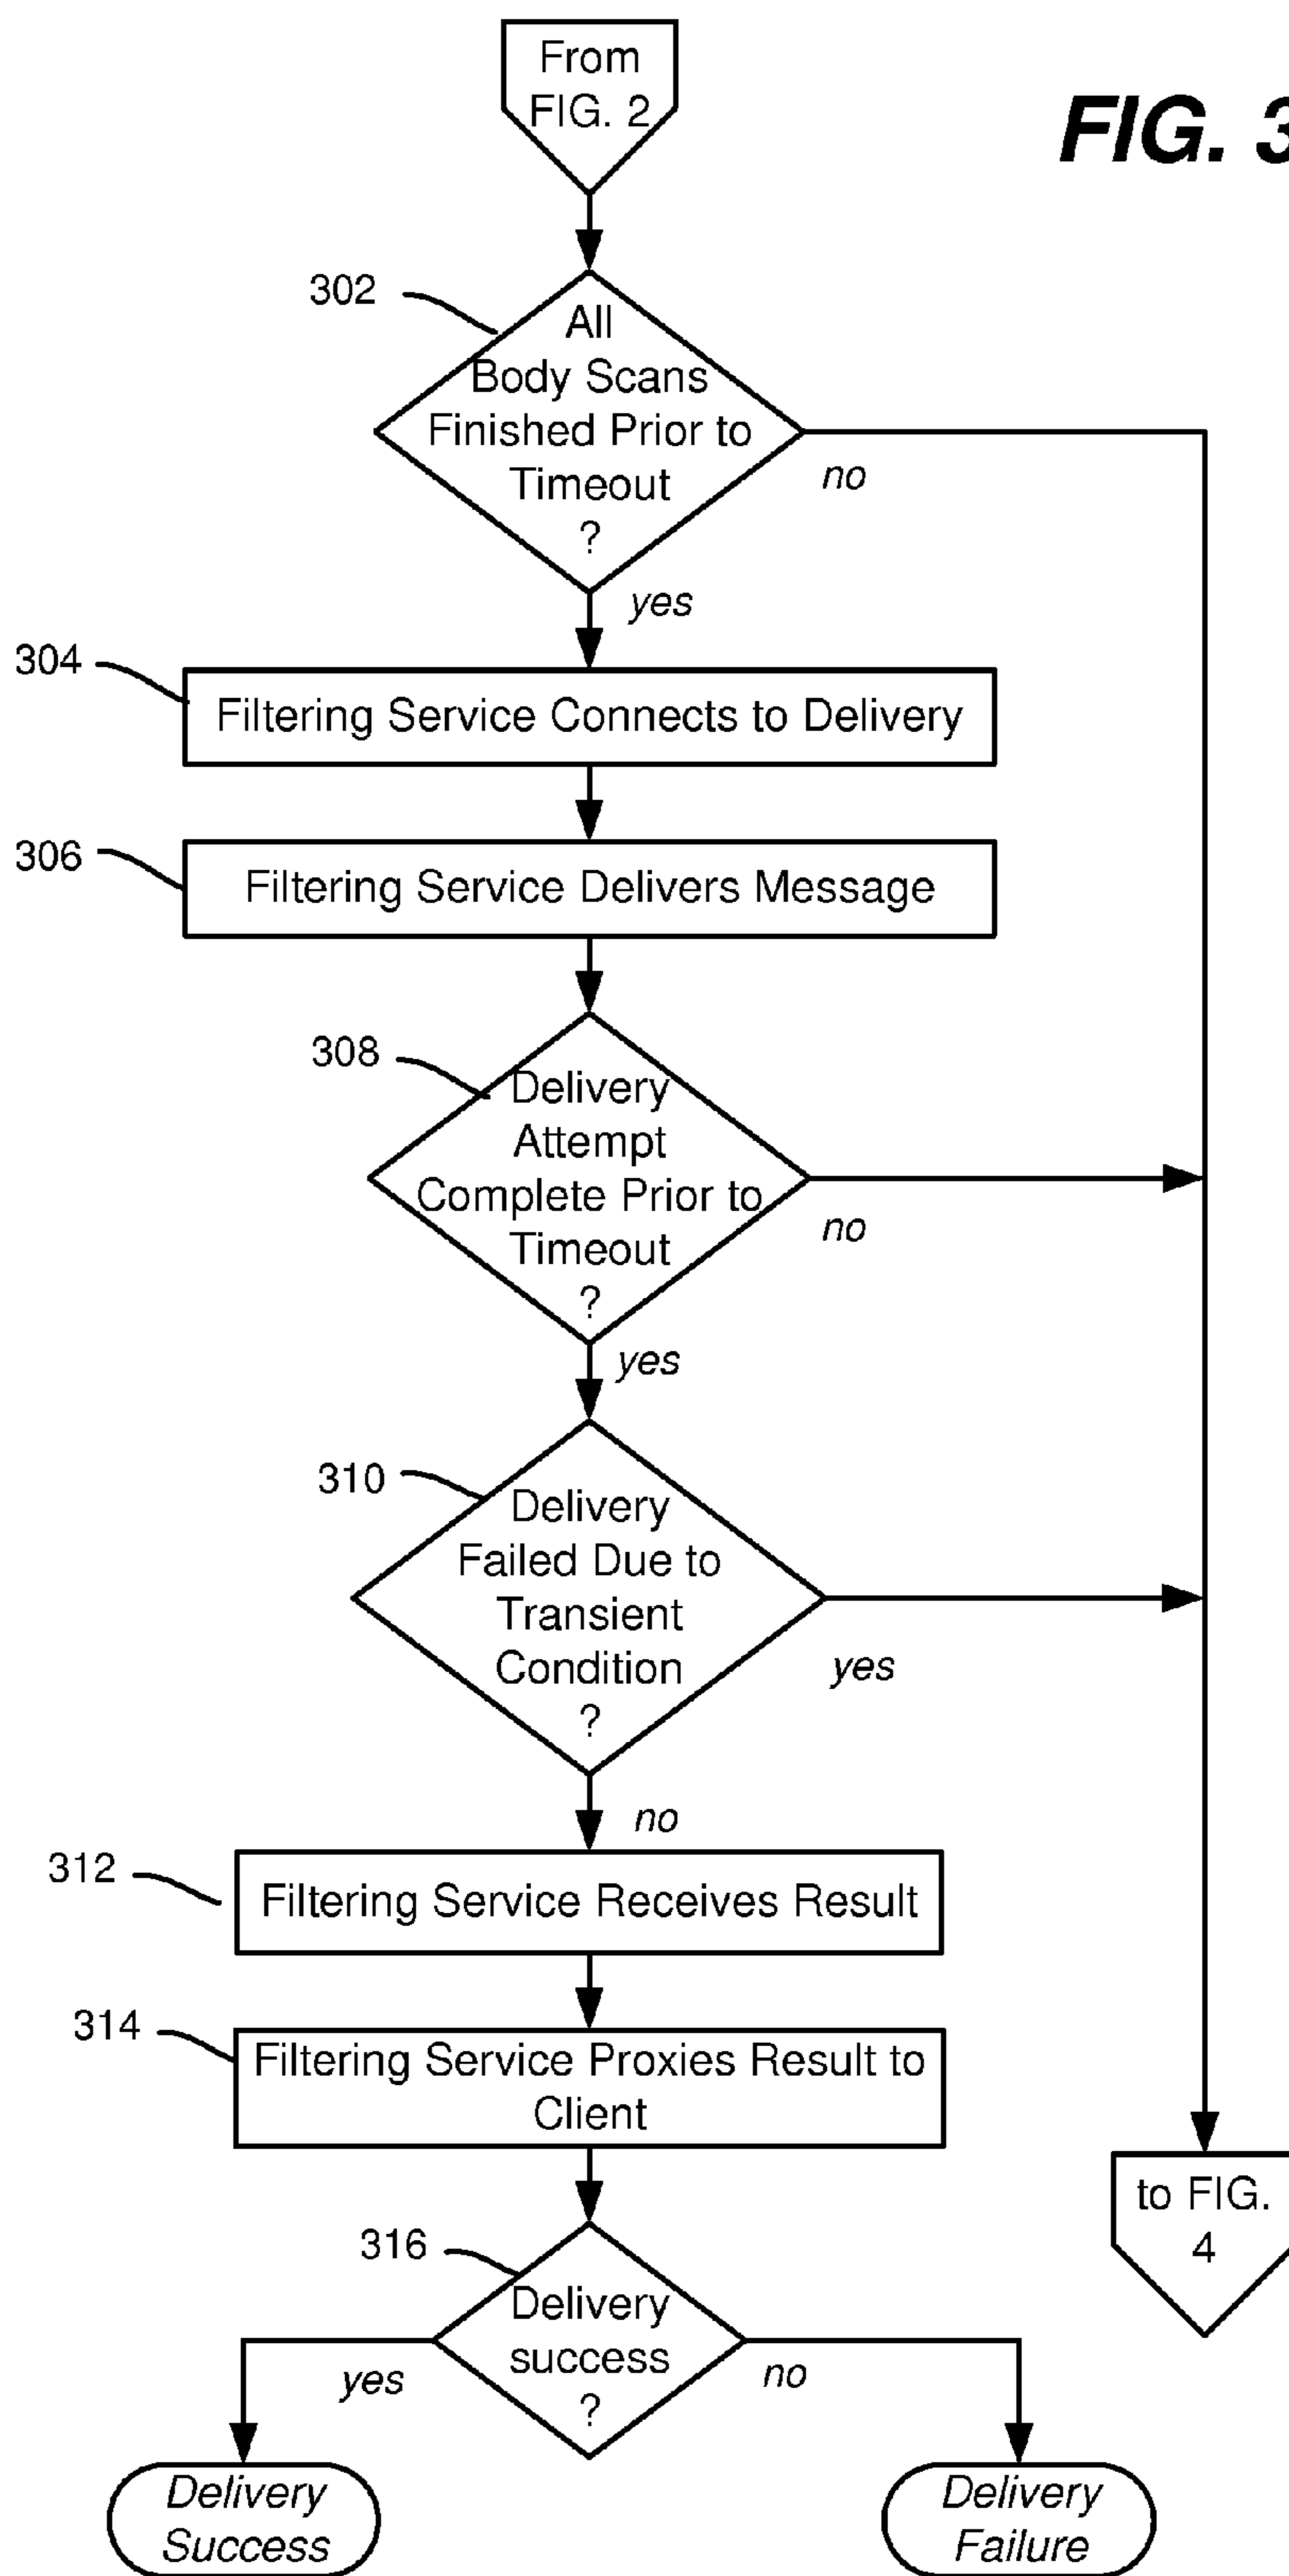 From
FIG. 2
FIG. 3
302
All
Body Scans
Finished Prior to
Timeout
?
no
yes
304
Filtering Service Connects to Delivery
306
Filtering Service Delivers Message
308
Delivery
Attempt
Complete Prior to
Timeout
?
no
yes
310
Delivery
Failed Due to
Transient
Condition
?
yes
no
312
Filtering Service Receives Result
314
Filtering Service Proxies Result to
Client
to FIG.
4
316
Delivery
success
?
yes
no
Delivery
Success
Delivery
Failure